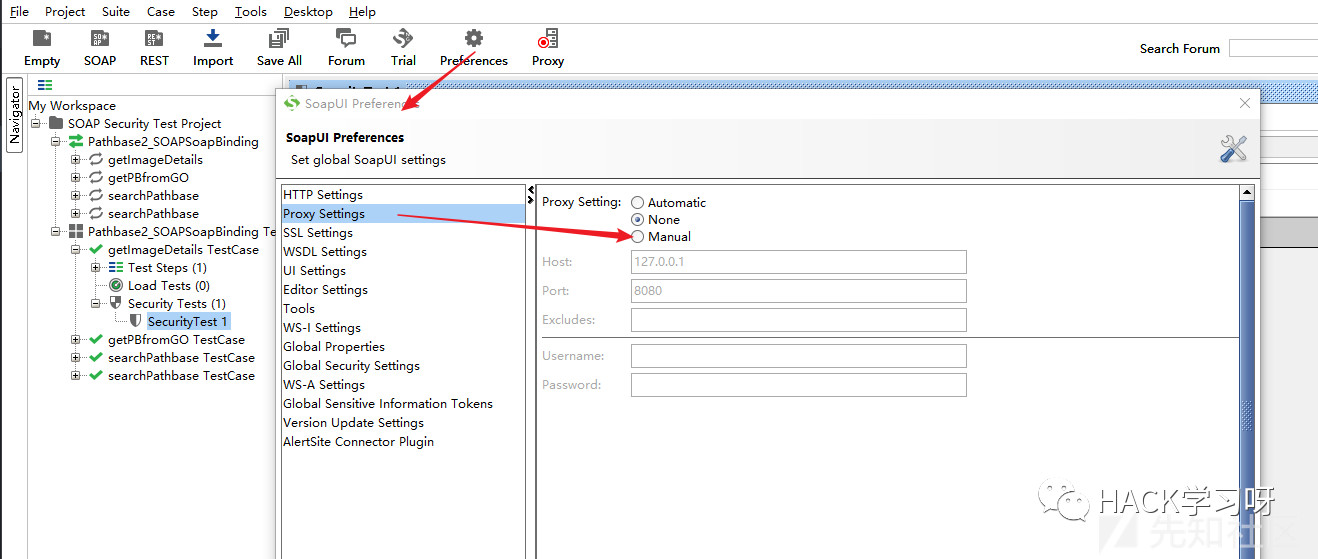 File Project Suite Case Step Tools Desktop Help
Empty SOAP REST Import Save All Forum Trial Preferences Proxy
Search Forum
Navigator
My Workspace
SOAP Security Test Project
Pathbase2_SOAPSoapBinding
getImageDetails
getPBfromGO
searchPathbase
searchPathbase
Pathbase2_SOAPSoapBinding Te
getImageDetails TestCase
Test Steps (1)
Load Tests (0)
Security Tests (1)
SecurityTest 1
getPBfromGO TestCase
searchPathbase TestCase
searchPathbase TestCase
SoapUI Preferences
SoapUI Preferences
Set global SoapUI settings
HTTP Settings
Proxy Settings
SSL Settings
WSDL Settings
UI Settings
Editor Settings
Tools
WS-I Settings
Global Properties
Global Security Settings
WS-A Settings
Global Sensitive Information Tokens
Version Update Settings
AlertSite Connector Plugin
Proxy Setting: Automatic
None
Manual
Host: 127.0.0.1
Port: 8080
Excludes:
Username:
Password:
HACK学习呀
先知社区